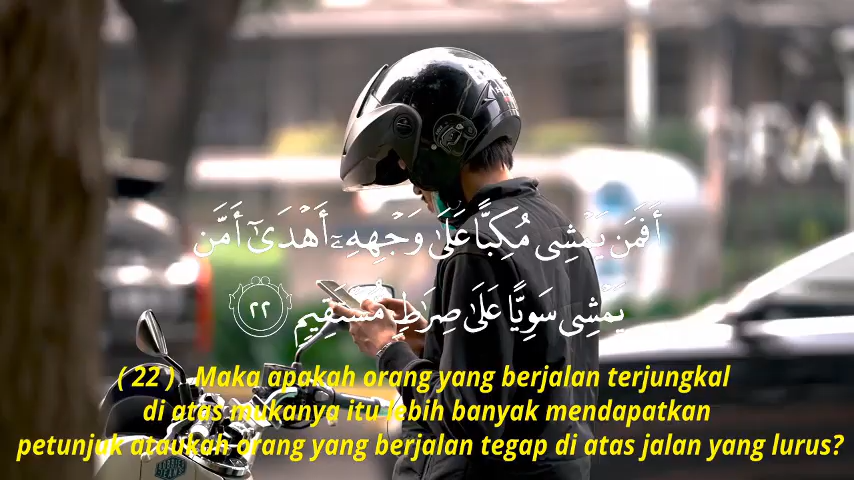 أَفَمَن يَمْشِى مُكِبًّا عَلَىٰ وَجْهِهِۦٓ أَهْدَىٰٓ أَمَّن
يَمْشِى سَوِيًّا عَلَىٰ صِرَٰطٍ مُّسْتَقِيمٍ ٢٢
( 22 ) Maka apakah orang yang berjalan terjungkal
di atas mukanya itu lebih banyak mendapatkan
petunjuk ataukah orang yang berjalan tegap di atas jalan yang lurus?